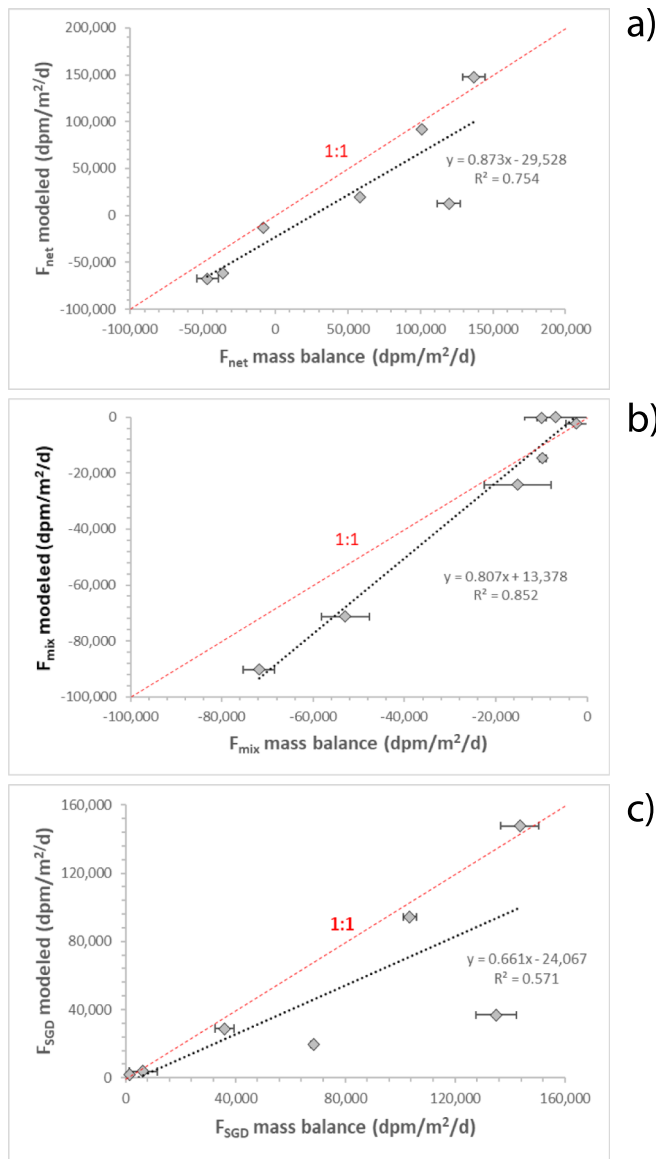 a)
200,000
150,000
100,000
50,000
0
-50,000
-100,000
F_net modeled (dpm/m²/d)
1:1
y = 0.873x - 29,528
R² = 0.754
-100,000 -50,000 0 50,000 100,000 150,000 200,000
F_net mass balance (dpm/m²/d)
b)
0
-20,000
-40,000
-60,000
-80,000
-100,000
F_mix modeled (dpm/m²/d)
1:1
y = 0.807x + 13,378
R² = 0.852
-100,000 -80,000 -60,000 -40,000 -20,000 0
F_mix mass balance (dpm/m²/d)
c)
160,000
120,000
80,000
40,000
0
F_SGD modeled (dpm/m²/d)
1:1
y = 0.661x - 24,067
R² = 0.571
0 40,000 80,000 120,000 160,000
F_SGD mass balance (dpm/m²/d)